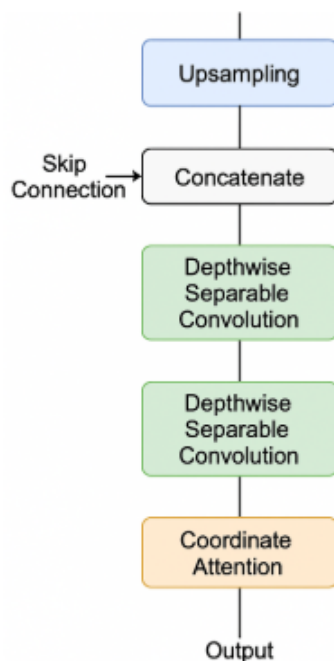 Upsampling
Skip
Connection
Concatenate
Depthwise
Separable
Convolution
Depthwise
Separable
Convolution
Coordinate
Attention
Output